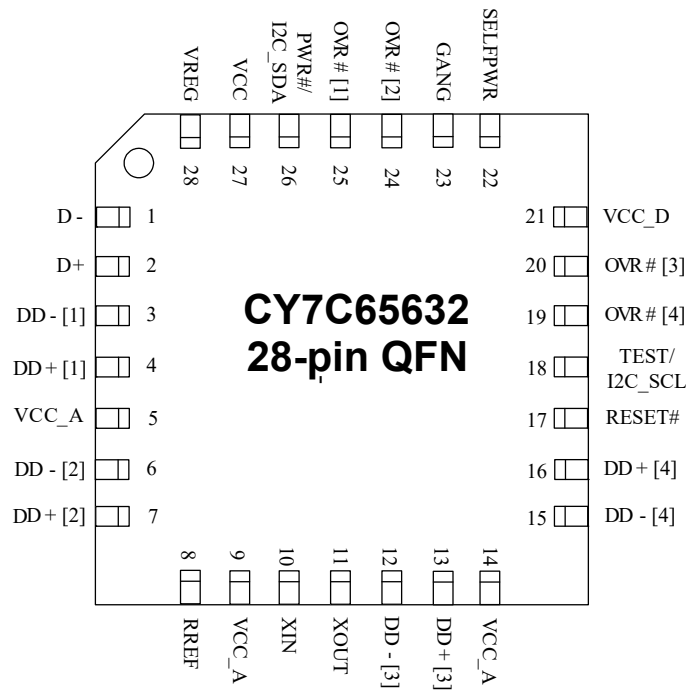 VREG
VCC
PWR#/
I2C_SDA
OVR # [1]
OVR # [2]
GANG
SELFPWR
28
27
26
25
24
23
22
D - 1
D+ 2
DD - [1] 3
DD + [1] 4
VCC_A 5
DD - [2] 6
DD + [2] 7
CY7C65632
28-pin QFN
21 VCC_D
20 OVR # [3]
19 OVR # [4]
18 TEST/
I2C_SCL
17 RESET#
16 DD + [4]
15 DD - [4]
8
9
10
11
12
13
14
RREF
VCC_A
XIN
XOUT
DD - [3]
DD + [3]
VCC_A